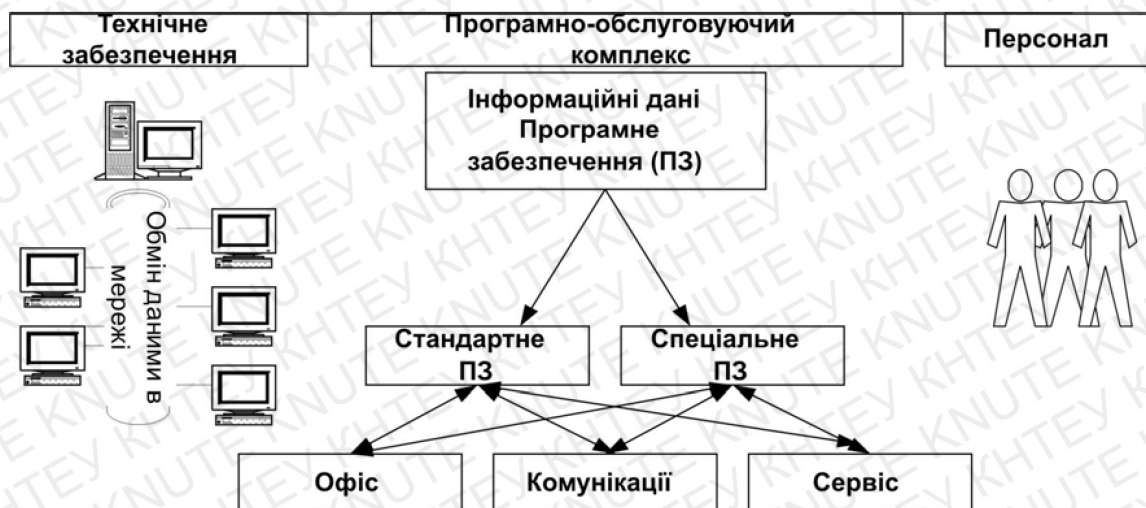 Технічне
забезпечення
Програмно-обслуговуючий
комплекс
Персонал
Інформаційні дані
Програмне
забезпечення (ПЗ)
Обмін даними в
мережі
Стандартне
ПЗ
Спеціальне
ПЗ
Офіс
Комунікації
Сервіс